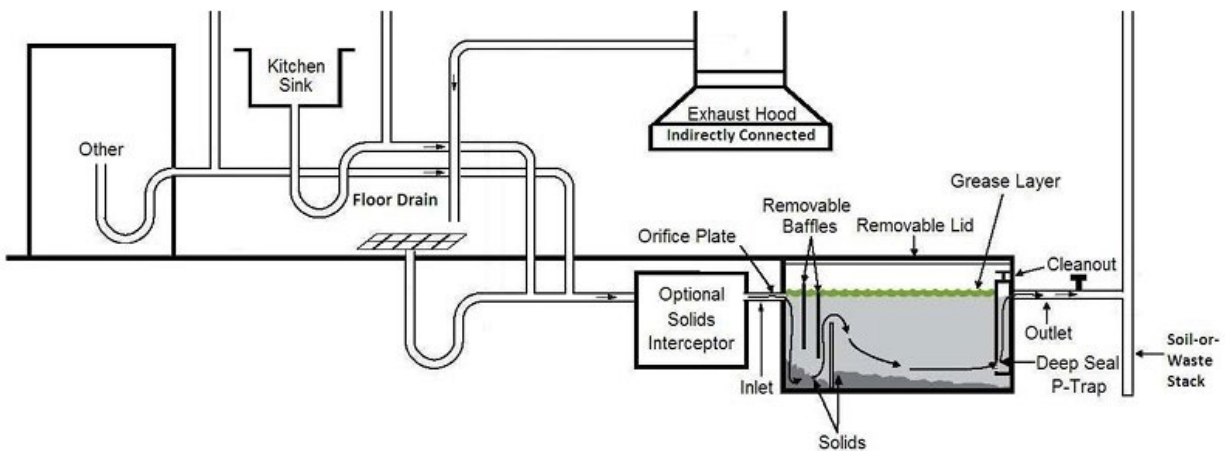 Kitchen
Sink
Other
Floor Drain
Exhaust Hood
Indirectly Connected
Grease Layer
Removable
Baffles
Removable Lid
Orifice Plate
Cleanout
Optional
Solids
Interceptor
Outlet
Inlet
Deep Seal
P-Trap
Soil-or-
Waste
Stack
Solids